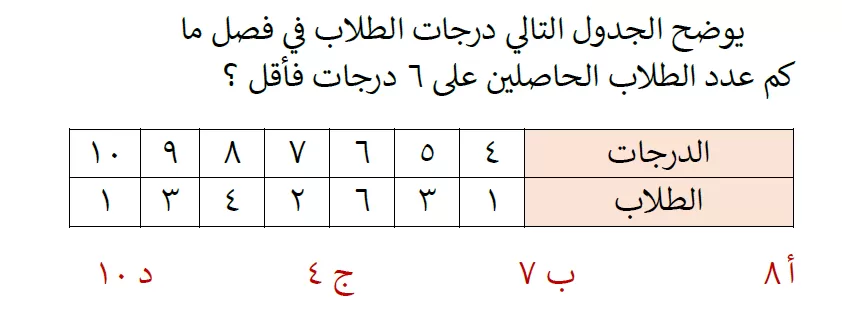 يوضح الجدول التالي درجات الطلاب في فصل ما
كم عدد الطلاب الحاصلين على ٦ درجات فأقل ؟
الدرجات ٤ ٥ ٦ ٧ ٨ ٩ ١٠
الطلاب ١ ٣ ٦ ٢ ٤ ٣ ١
أ ٨ ب ٧ ج ٤ د ١٠